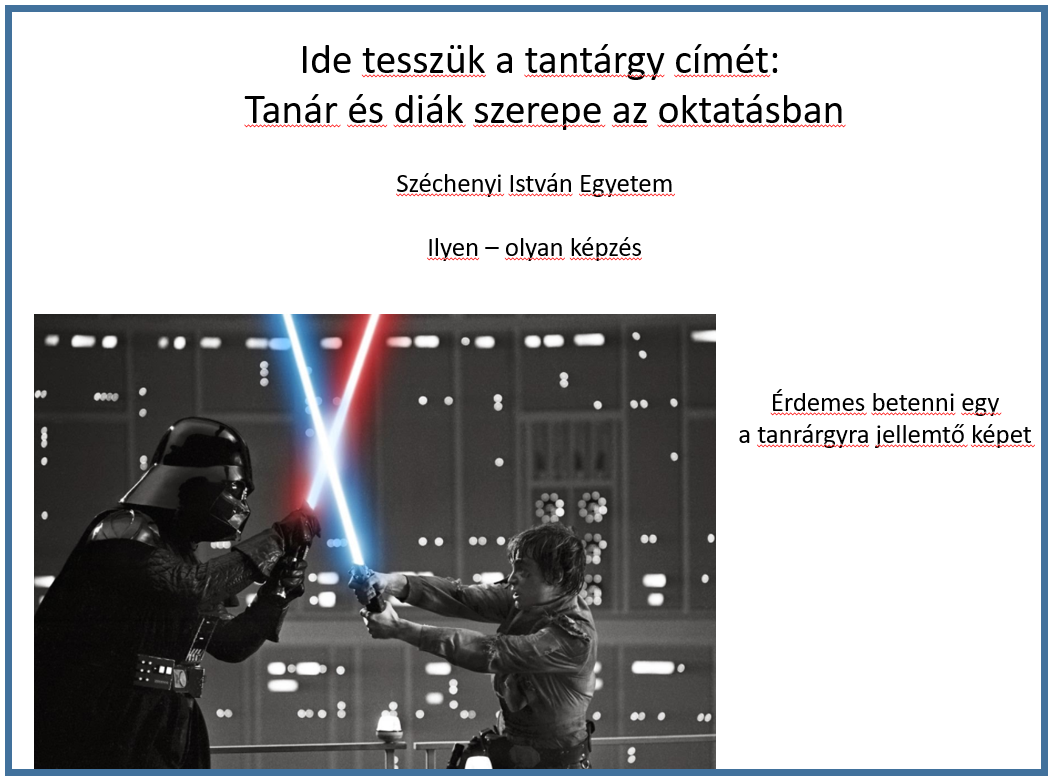 Ide tesszük a tantárgy címét:
Tanár és diák szerepe az oktatásban
Széchenyi István Egyetem
Ilyen – olyan képzés
Érdemes betenni egy
a tanrárgyra jellemtő képet